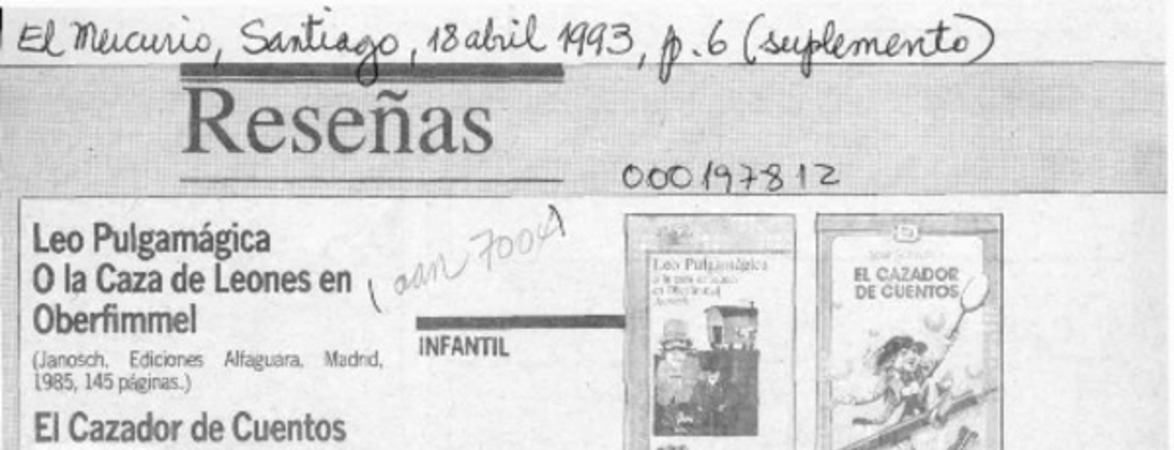 El Mercurio, Santiago, 18 abril 1993, p. 6 (suplemento)
Reseñas
000197812
Leo Pulgamágica
O la Caza de Leones en
Oberfimmel
(Janosch, Ediciones Alfaguara, Madrid,
1985, 145 páginas.)
El Cazador de Cuentos
INFANTIL
Leo Pulgamágica
EL CAZADOR
DE CUENTOS